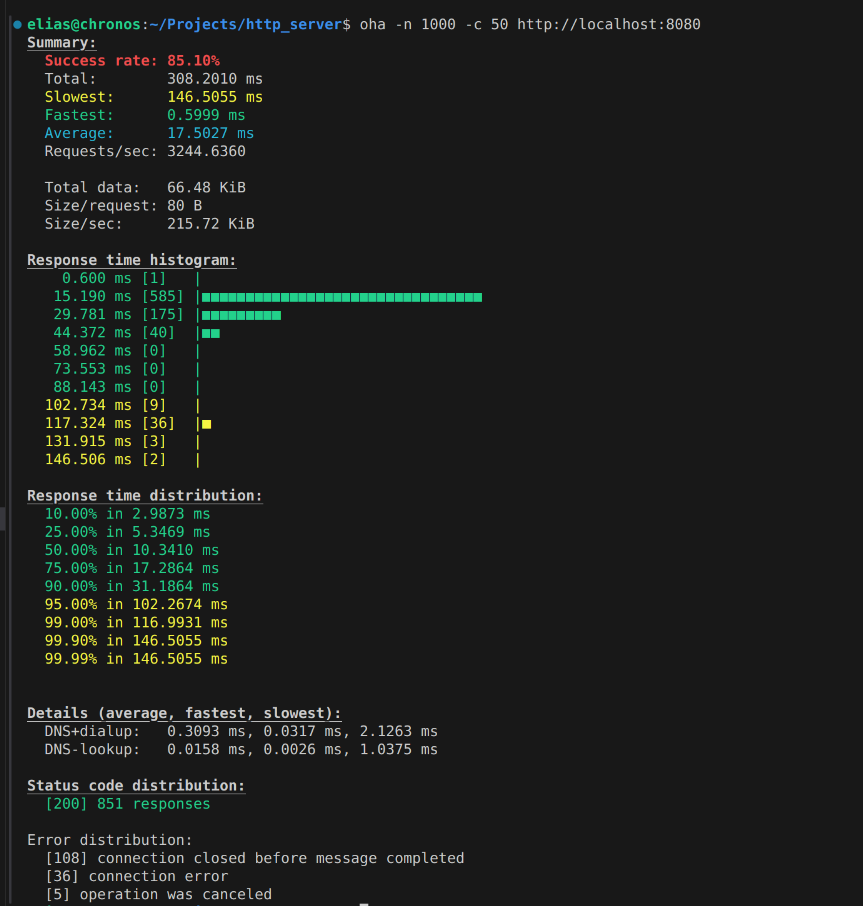 elias@chronos:~/Projects/http_server$ oha -n 1000 -c 50 http://localhost:8080
Summary:
Success rate: 85.10%
Total: 308.2010 ms
Slowest: 146.5055 ms
Fastest: 0.5999 ms
Average: 17.5027 ms
Requests/sec: 3244.6360
Total data: 66.48 KiB
Size/request: 80 B
Size/sec: 215.72 KiB
Response time histogram:
0.600 ms [1] |
15.190 ms [585] |■■■■■■■■■■■■■■■■■■■■■■■■■■■■■■■■
29.781 ms [175] |■■■■■■■■■
44.372 ms [40] |■■
58.962 ms [0] |
73.553 ms [0] |
88.143 ms [0] |
102.734 ms [9] |
117.324 ms [36] |■
131.915 ms [3] |
146.506 ms [2] |
Response time distribution:
10.00% in 2.9873 ms
25.00% in 5.3469 ms
50.00% in 10.3410 ms
75.00% in 17.2864 ms
90.00% in 31.1864 ms
95.00% in 102.2674 ms
99.00% in 116.9931 ms
99.90% in 146.5055 ms
99.99% in 146.5055 ms
Details (average, fastest, slowest):
DNS+dialup: 0.3093 ms, 0.0317 ms, 2.1263 ms
DNS-lookup: 0.0158 ms, 0.0026 ms, 1.0375 ms
Status code distribution:
[200] 851 responses
Error distribution:
[108] connection closed before message completed
[36] connection error
[5] operation was canceled